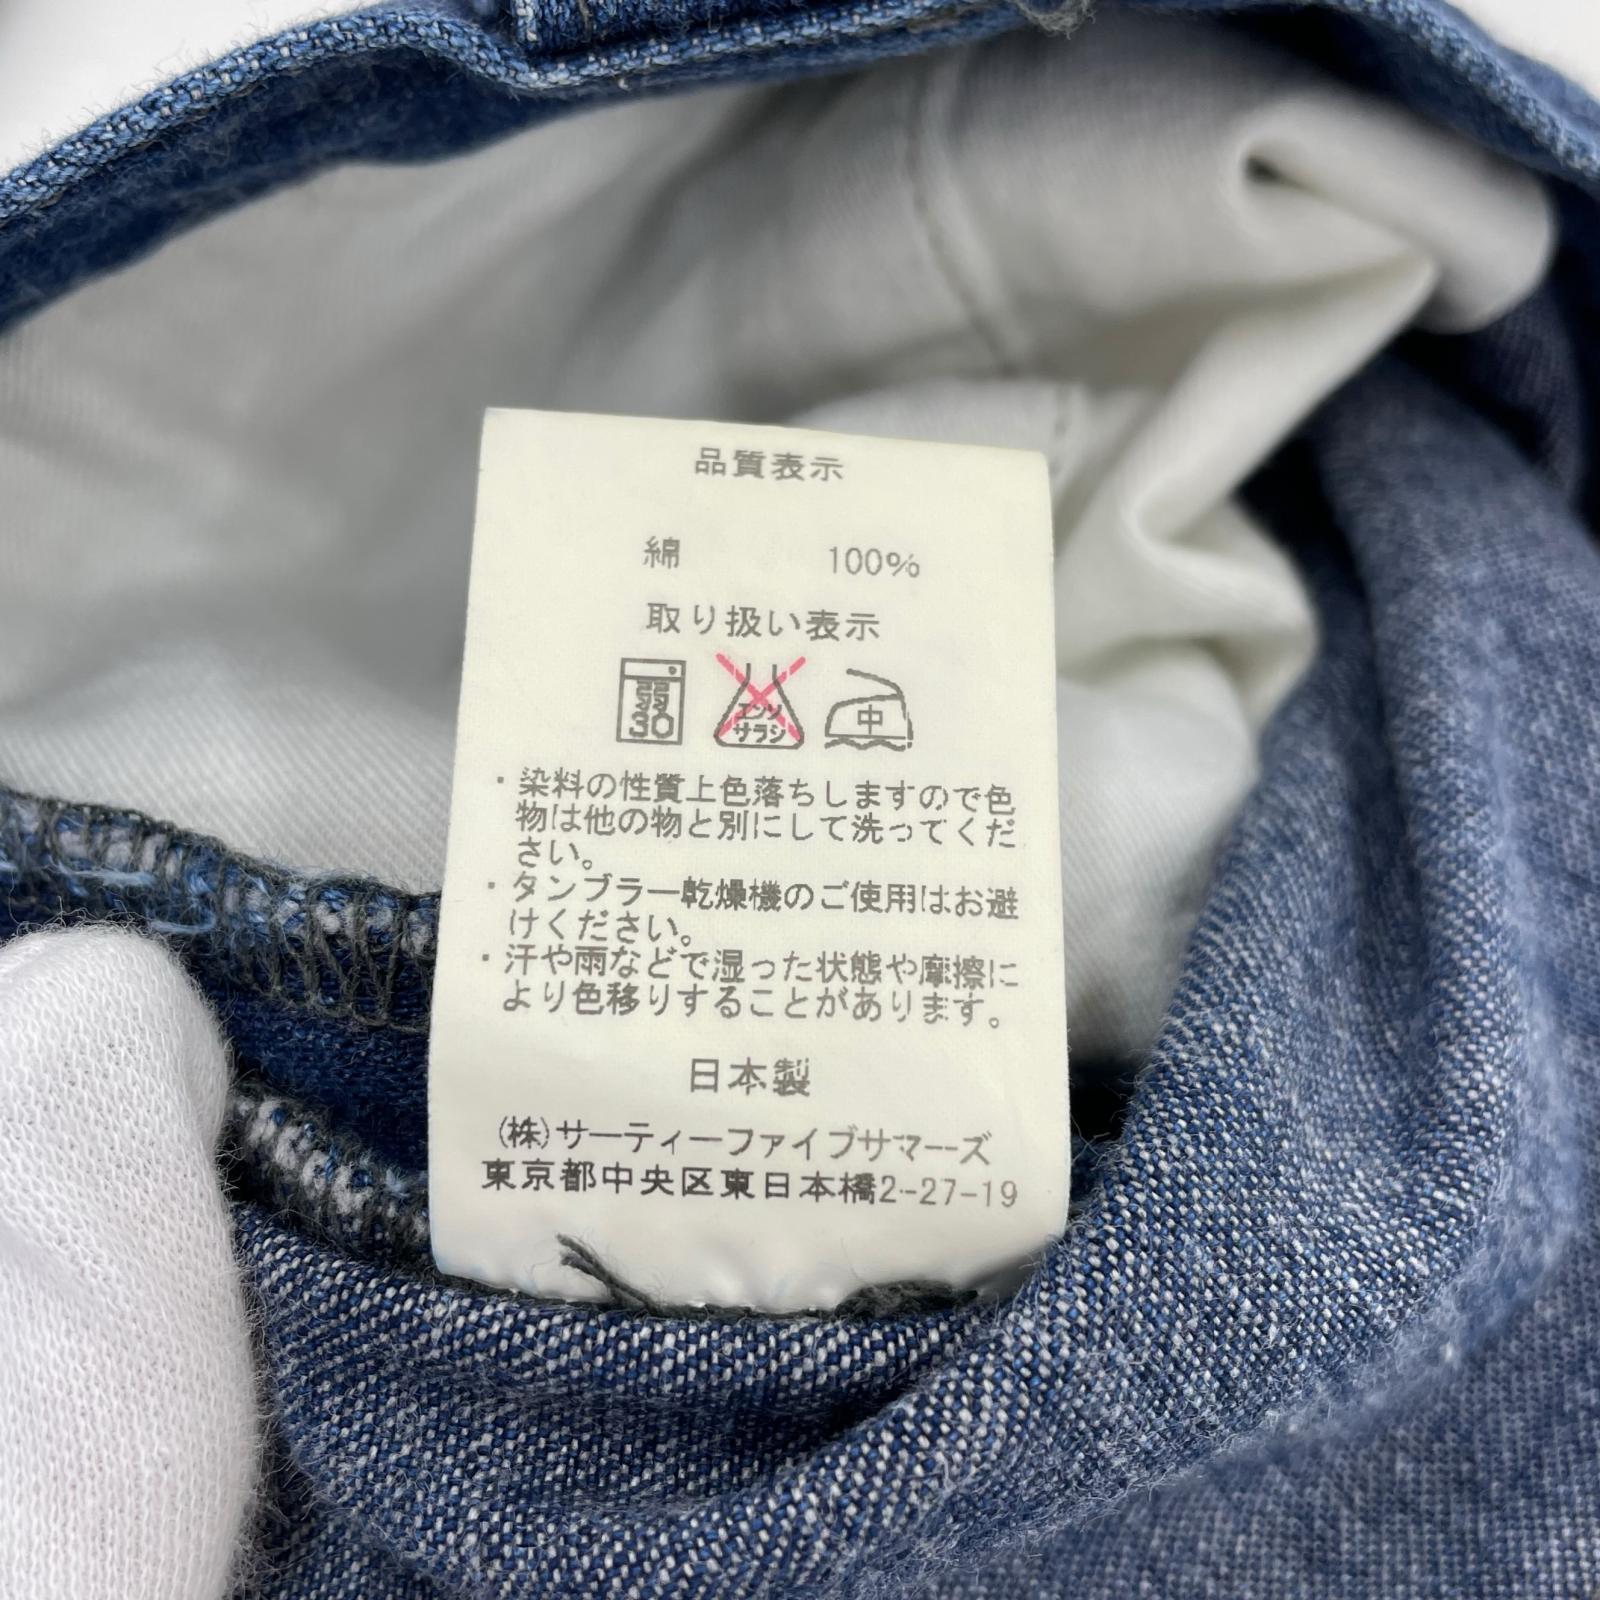 品質表示
綿 100%
取り扱い表示
弱 30
エンソ サラシ
中
・染料の性質上色落ちしますので色
物は他の物と別にして洗ってくだ
さい。
・タンブラー乾燥機のご使用はお避
けください。
・汗や雨などで湿った状態や摩擦に
より色移りすることがあります。
日本製
(株)サーティーファイブサマーズ
東京都中央区東日本橋2-27-19